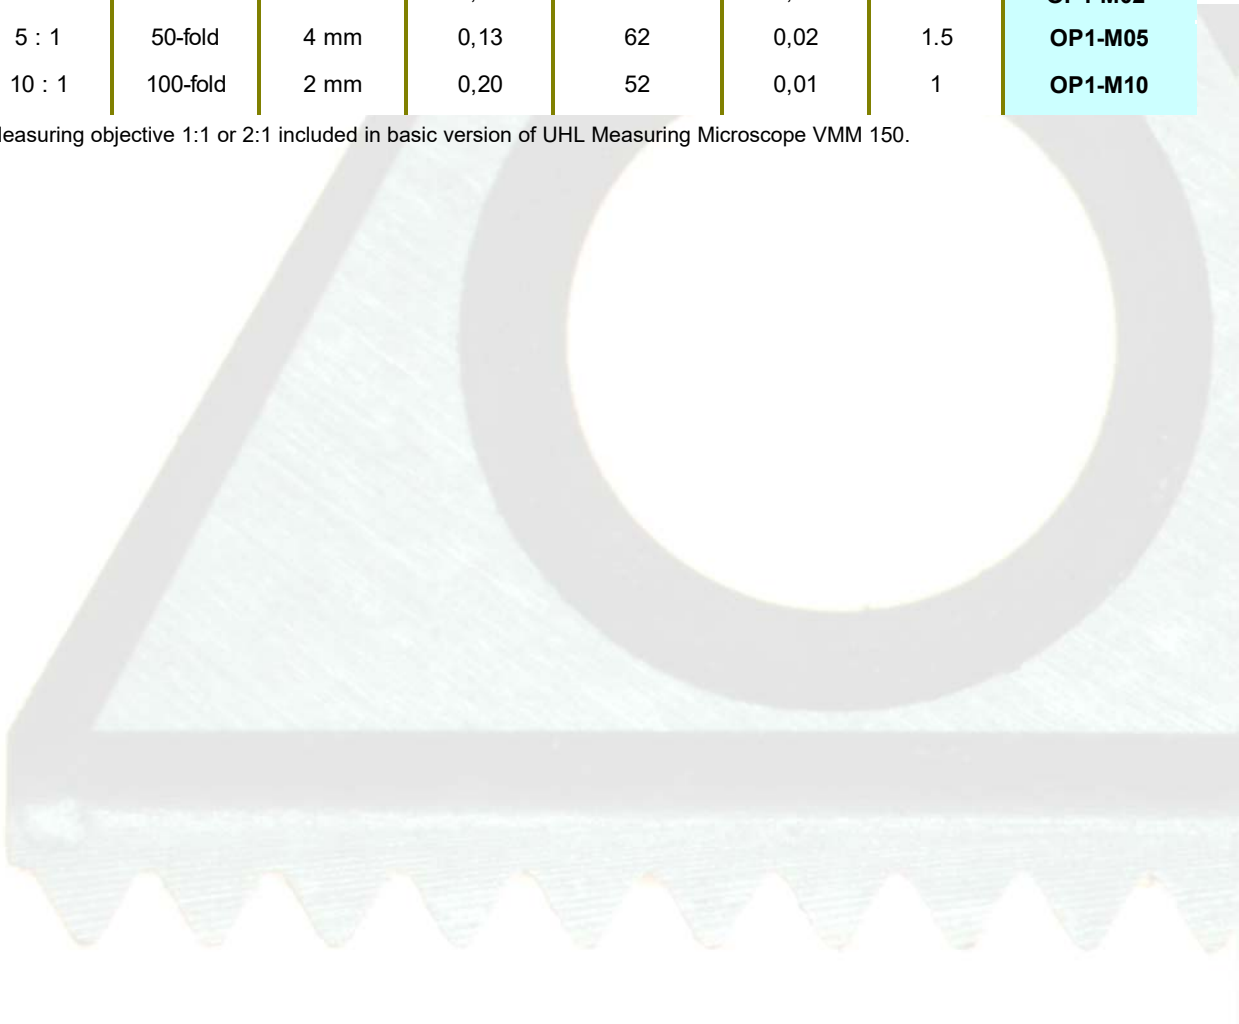 5 : 1 50-fold 4 mm 0,13 62 0,02 1.5 OP1-M05
10 : 1 100-fold 2 mm 0,20 52 0,01 1 OP1-M10
objective 1:1 or 2:1 included in basic version of UHL Measuring Microscope VMM 150.